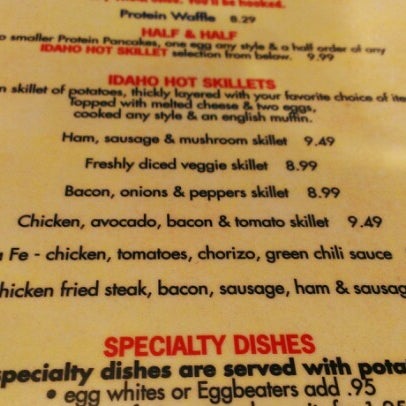 You'll be hooked.
Protein Waffle 8.29
HALF & HALF
smaller Protein Pancakes, one egg any style & a half order of any
IDAHO HOT SKILLET selection from below. 9.99
IDAHO HOT SKILLETS
skillet of potatoes, thickly layered with your favorite choice of
Topped with melted cheese & two eggs,
cooked any style & an english muffin.
Ham, sausage & mushroom skillet 9.49
Freshly diced veggie skillet 8.99
Bacon, onions & peppers skillet 8.99
Chicken, avocado, bacon & tomato skillet 9.49
Fe - chicken, tomatoes, chorizo, green chili sauce
hicken fried steak, bacon, sausage, ham & sausag
SPECIALTY DISHES
specialty dishes are served with pota
• egg whites or Eggbeaters add .95